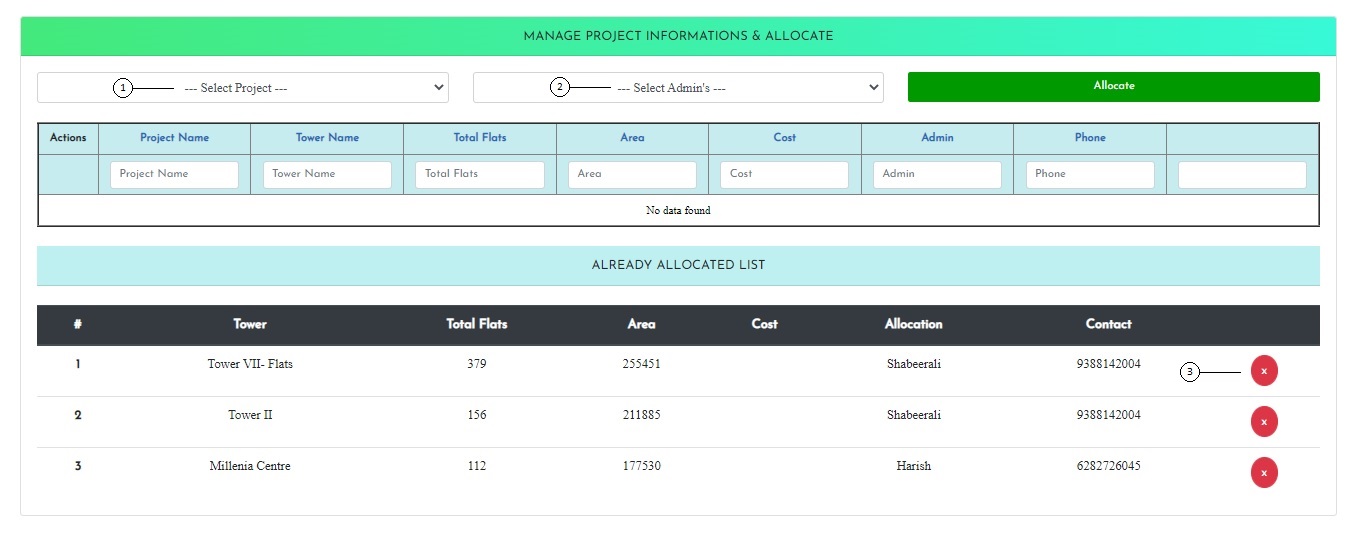 MANAGE PROJECT INFORMATIONS & ALLOCATE
1 --- Select Project --- 2 --- Select Admin's --- Allocate
Actions Project Name Tower Name Total Flats Area Cost Admin Phone
Project Name Tower Name Total Flats Area Cost Admin Phone
No data found
ALREADY ALLOCATED LIST
# Tower Total Flats Area Cost Allocation Contact
1 Tower VII- Flats 379 255451 Shabeerali 9388142004 3 x
2 Tower II 156 211885 Shabeerali 9388142004 x
3 Millenia Centre 112 177530 Harish 6282726045 x